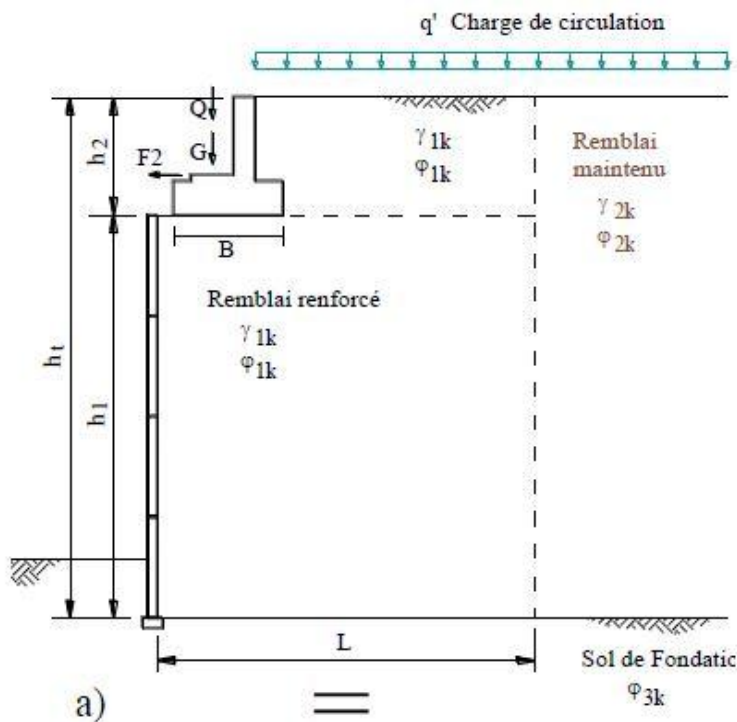 q' Charge de circulation
Q
G
F2
h2
γ1k
φ1k
Remblai
maintenu
γ2k
φ2k
B
Remblai renforcé
γ1k
φ1k
ht
h1
L
Sol de Fondatic
φ3k
a)